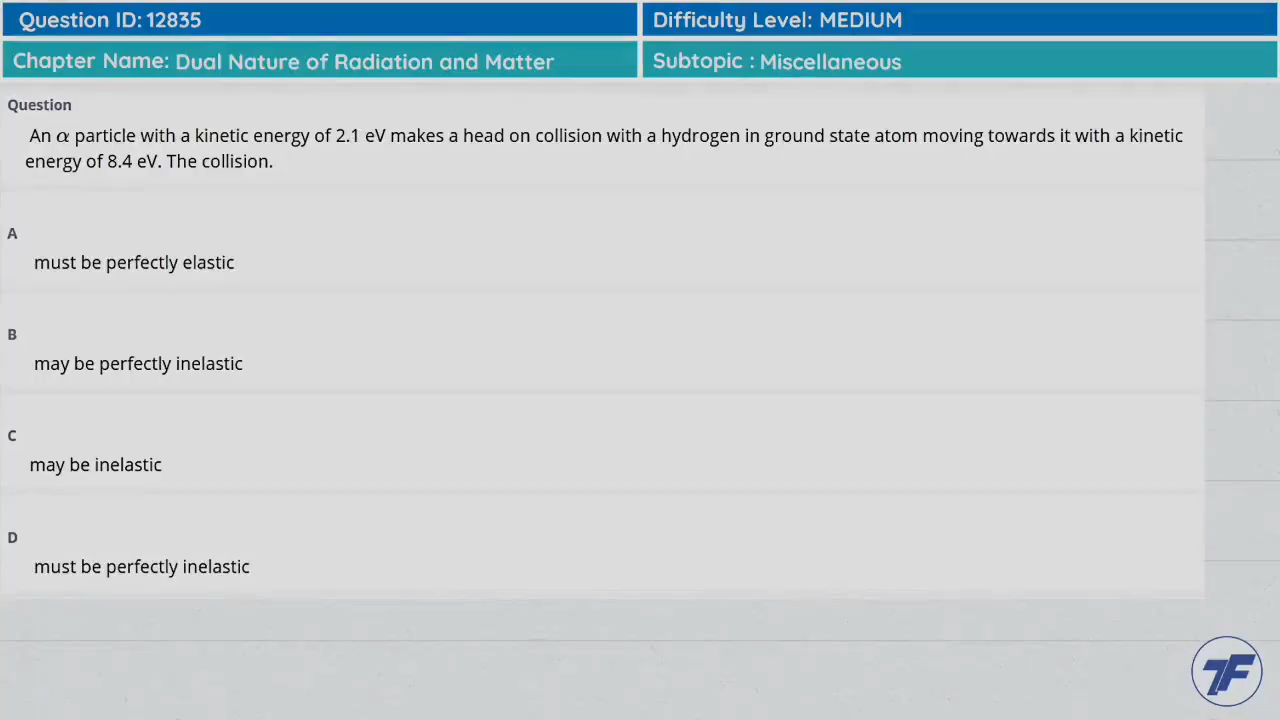 Question ID: 12835
Difficulty Level: MEDIUM
Chapter Name: Dual Nature of Radiation and Matter
Subtopic : Miscellaneous
Question
An α particle with a kinetic energy of 2.1 eV makes a head on collision with a hydrogen in ground state atom moving towards it with a kinetic
energy of 8.4 eV. The collision.
A
must be perfectly elastic
B
may be perfectly inelastic
C
may be inelastic
D
must be perfectly inelastic